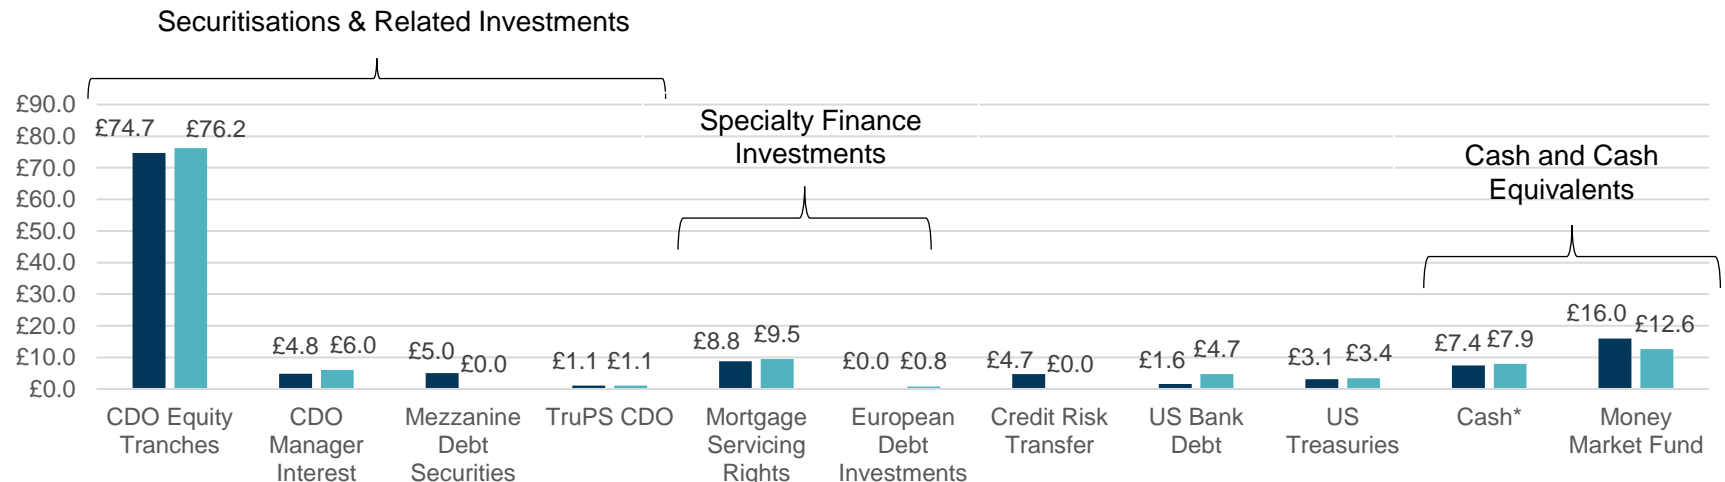 Securitisations & Related Investments
Specialty Finance
Investments
Cash and Cash
Equivalents
£90.0
£80.0
£70.0
£60.0
£50.0
£40.0
£30.0
£20.0
£10.0
£0.0
£74.7 £76.2
£4.8 £6.0
£5.0 £0.0
£1.1 £1.1
£8.8 £9.5
£0.0 £0.8
£4.7 £0.0
£1.6 £4.7
£3.1 £3.4
£7.4 £7.9
£16.0 £12.6
CDO Equity
Tranches
CDO
Manager
Interest
Mezzanine
Debt
Securities
TruPS CDO
Mortgage
Servicing
Rights
European
Debt
Investments
Credit Risk
Transfer
US Bank
Debt
US
Treasuries
Cash*
Money
Market Fund